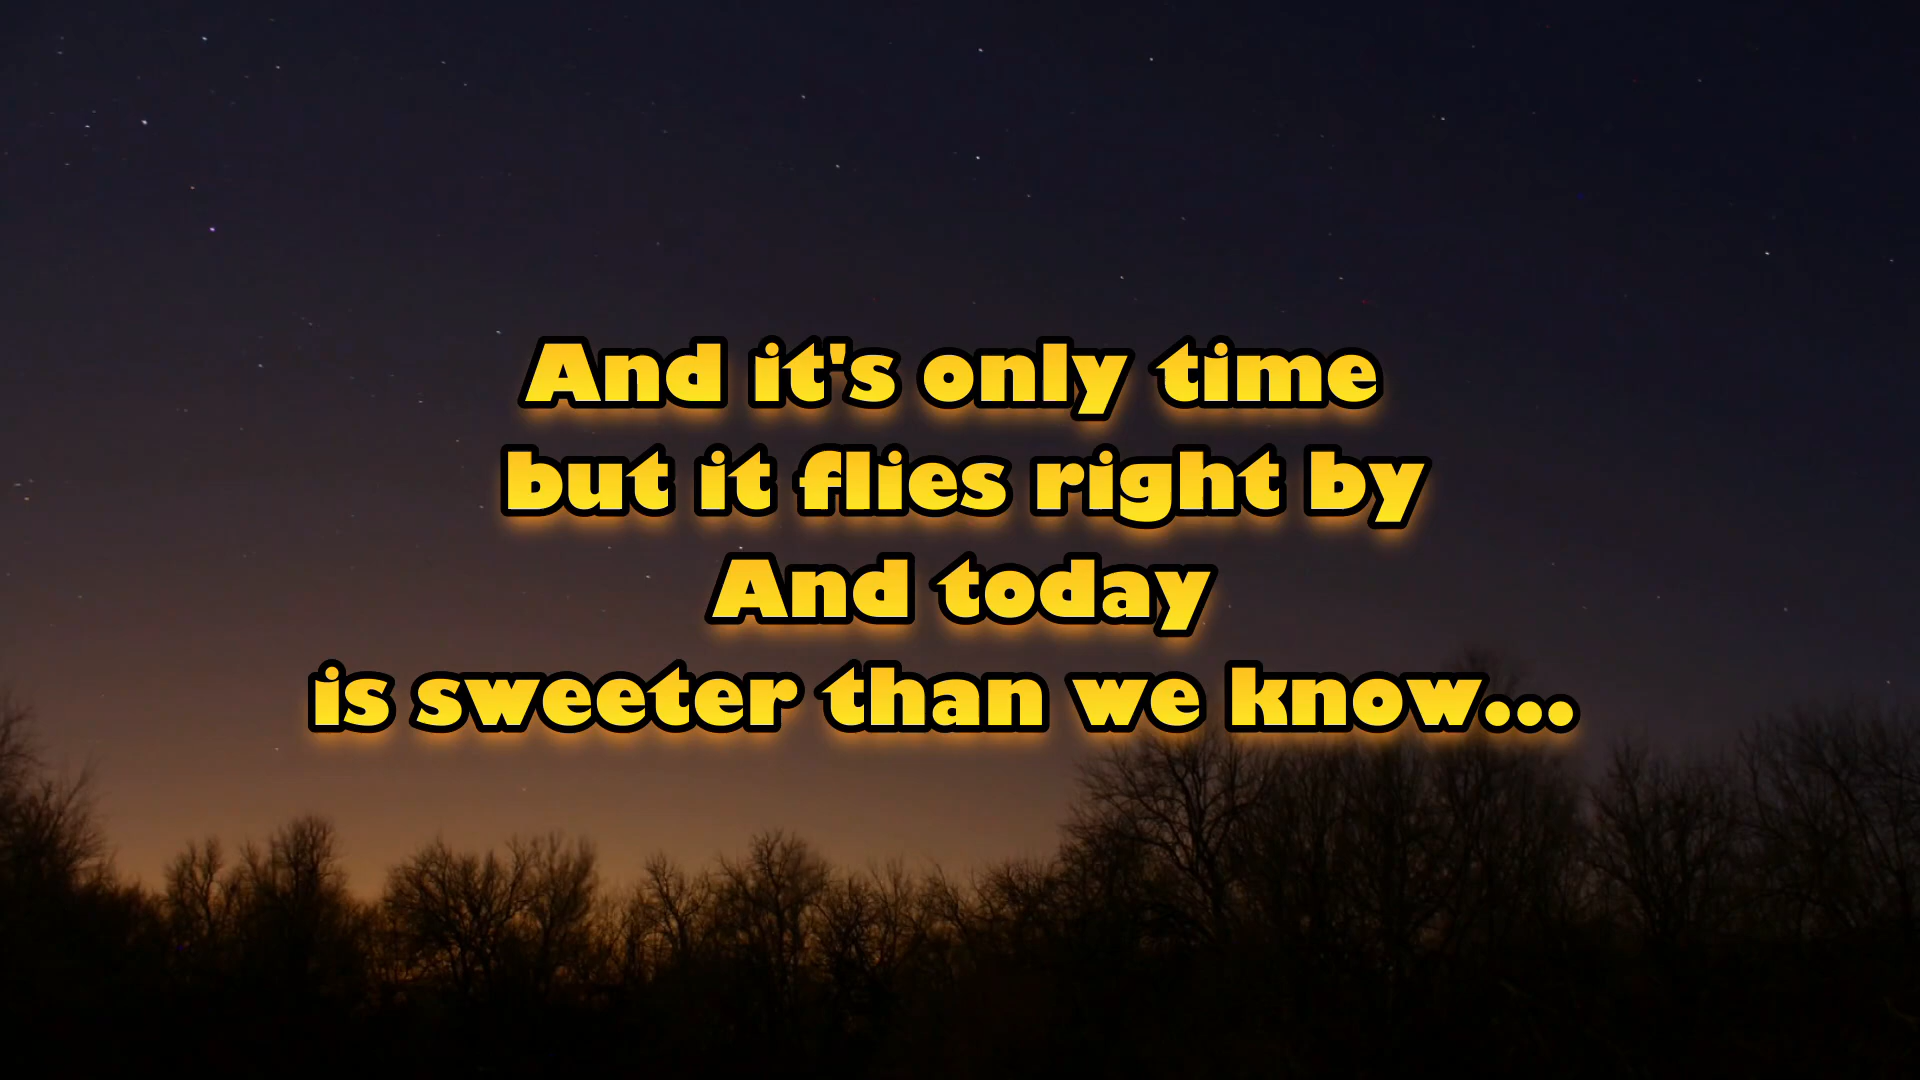 And it's only time
but it flies right by
And today
is sweeter than we know...